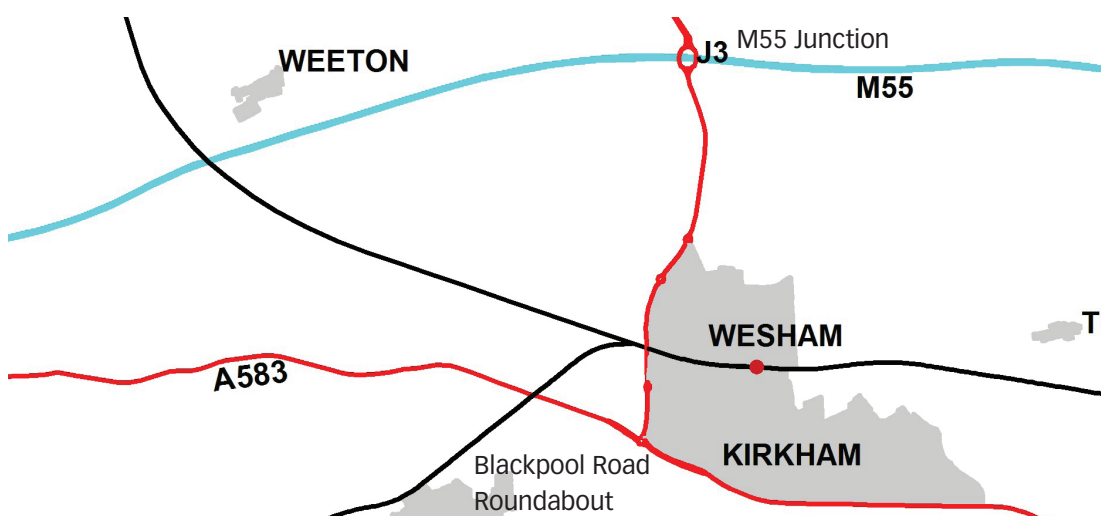 M55 Junction
J3
WEETON
M55
T
WESHAM
A583
KIRKHAM
Blackpool Road
Roundabout